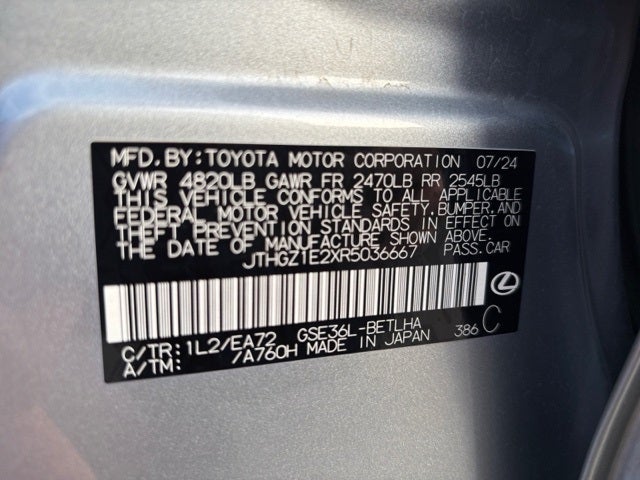 MFD. BY: TOYOTA MOTOR CORPORATION 07/24
GVWR 4820LB GAWR FR 2470LB RR 2545LB
THIS VEHICLE CONFORMS TO ALL APPLICABLE
FEDERAL MOTOR VEHICLE SAFETY, BUMPER, AND
THEFT PREVENTION STANDARDS IN EFFECT ON
THE DATE OF MANUFACTURE SHOWN ABOVE.
JTHGZ1E2XR5036667 PASS. CAR
C/TR: 1L2/EA72 GSE36L-BETLHA 386 C
A/TM: /A760H MADE IN JAPAN